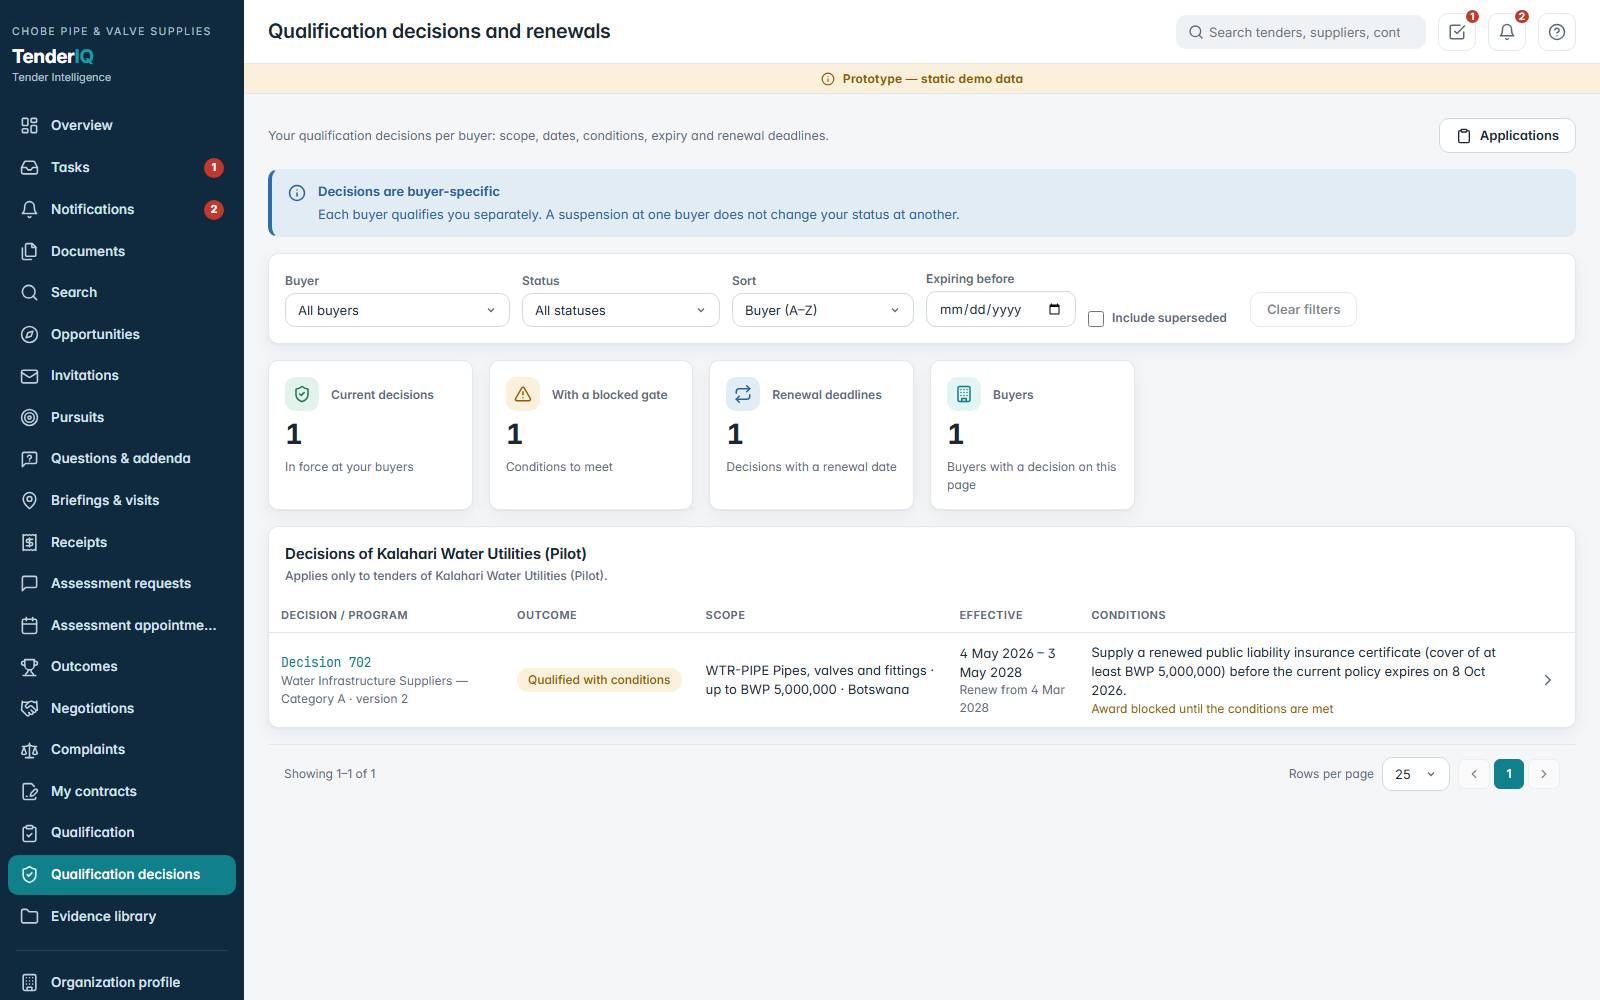 CHOBE PIPE & VALVE SUPPLIES
TenderIQ
Tender Intelligence
Overview
Tasks 1
Notifications 2
Documents
Search
Opportunities
Invitations
Pursuits
Questions & addenda
Briefings & visits
Receipts
Assessment requests
Assessment appointme...
Outcomes
Negotiations
Complaints
My contracts
Qualification
Qualification decisions
Evidence library
Organization profile
Qualification decisions and renewals
Search tenders, suppliers, cont
1
2
Prototype — static demo data
Your qualification decisions per buyer: scope, dates, conditions, expiry and renewal deadlines.
Applications
Decisions are buyer-specific
Each buyer qualifies you separately. A suspension at one buyer does not change your status at another.
Buyer Status Sort Expiring before
All buyers All statuses Buyer (A–Z) mm/dd/yyyy Include superseded Clear filters
Current decisions
1
In force at your buyers
With a blocked gate
1
Conditions to meet
Renewal deadlines
1
Decisions with a renewal date
Buyers
1
Buyers with a decision on this
page
Decisions of Kalahari Water Utilities (Pilot)
Applies only to tenders of Kalahari Water Utilities (Pilot).
DECISION / PROGRAM OUTCOME SCOPE EFFECTIVE CONDITIONS
Decision 702
Water Infrastructure Suppliers —
Category A · version 2
Qualified with conditions
WTR-PIPE Pipes, valves and fittings ·
up to BWP 5,000,000 · Botswana
4 May 2026 – 3
May 2028
Renew from 4 Mar
2028
Supply a renewed public liability insurance certificate (cover of at
least BWP 5,000,000) before the current policy expires on 8 Oct
2026.
Award blocked until the conditions are met
Showing 1–1 of 1
Rows per page 25 1